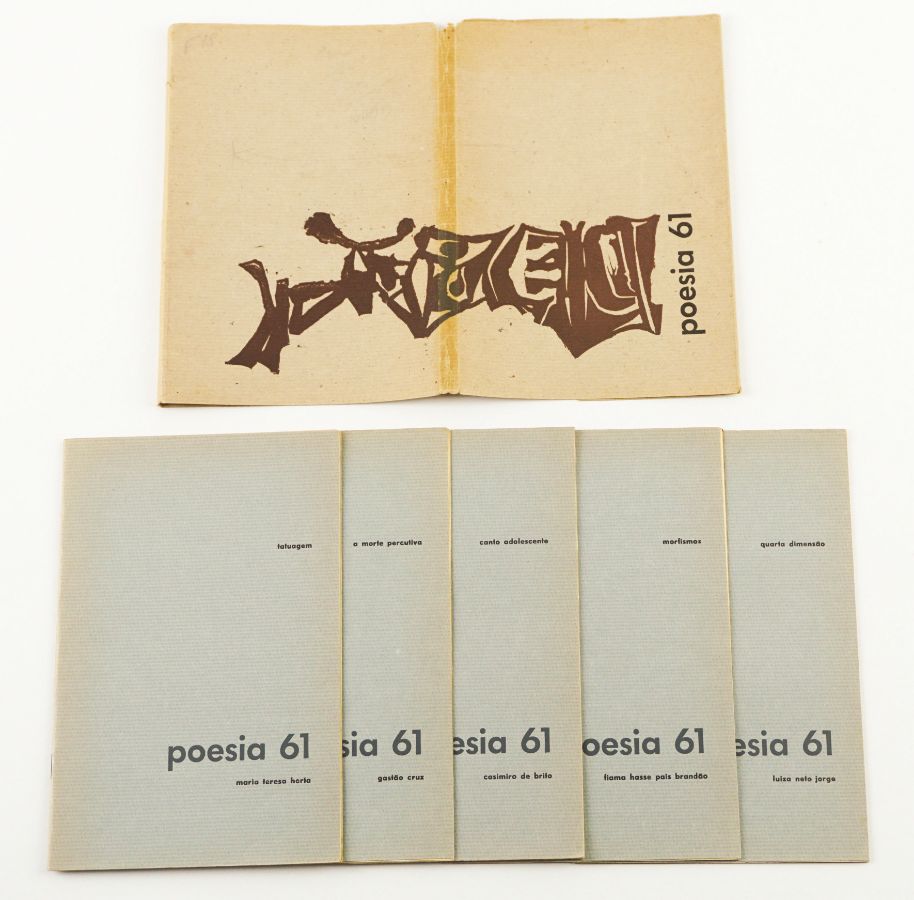 poesia 61
tatuagem
poesia 61
maria teresa horta
a morte percutiva
sia 61
gastão cruz
canto adolescente
esia 61
casimiro de brito
morfismos
oesia 61
fiama hasse pais brandão
quarta dimensão
esia 61
luiza neto jorge